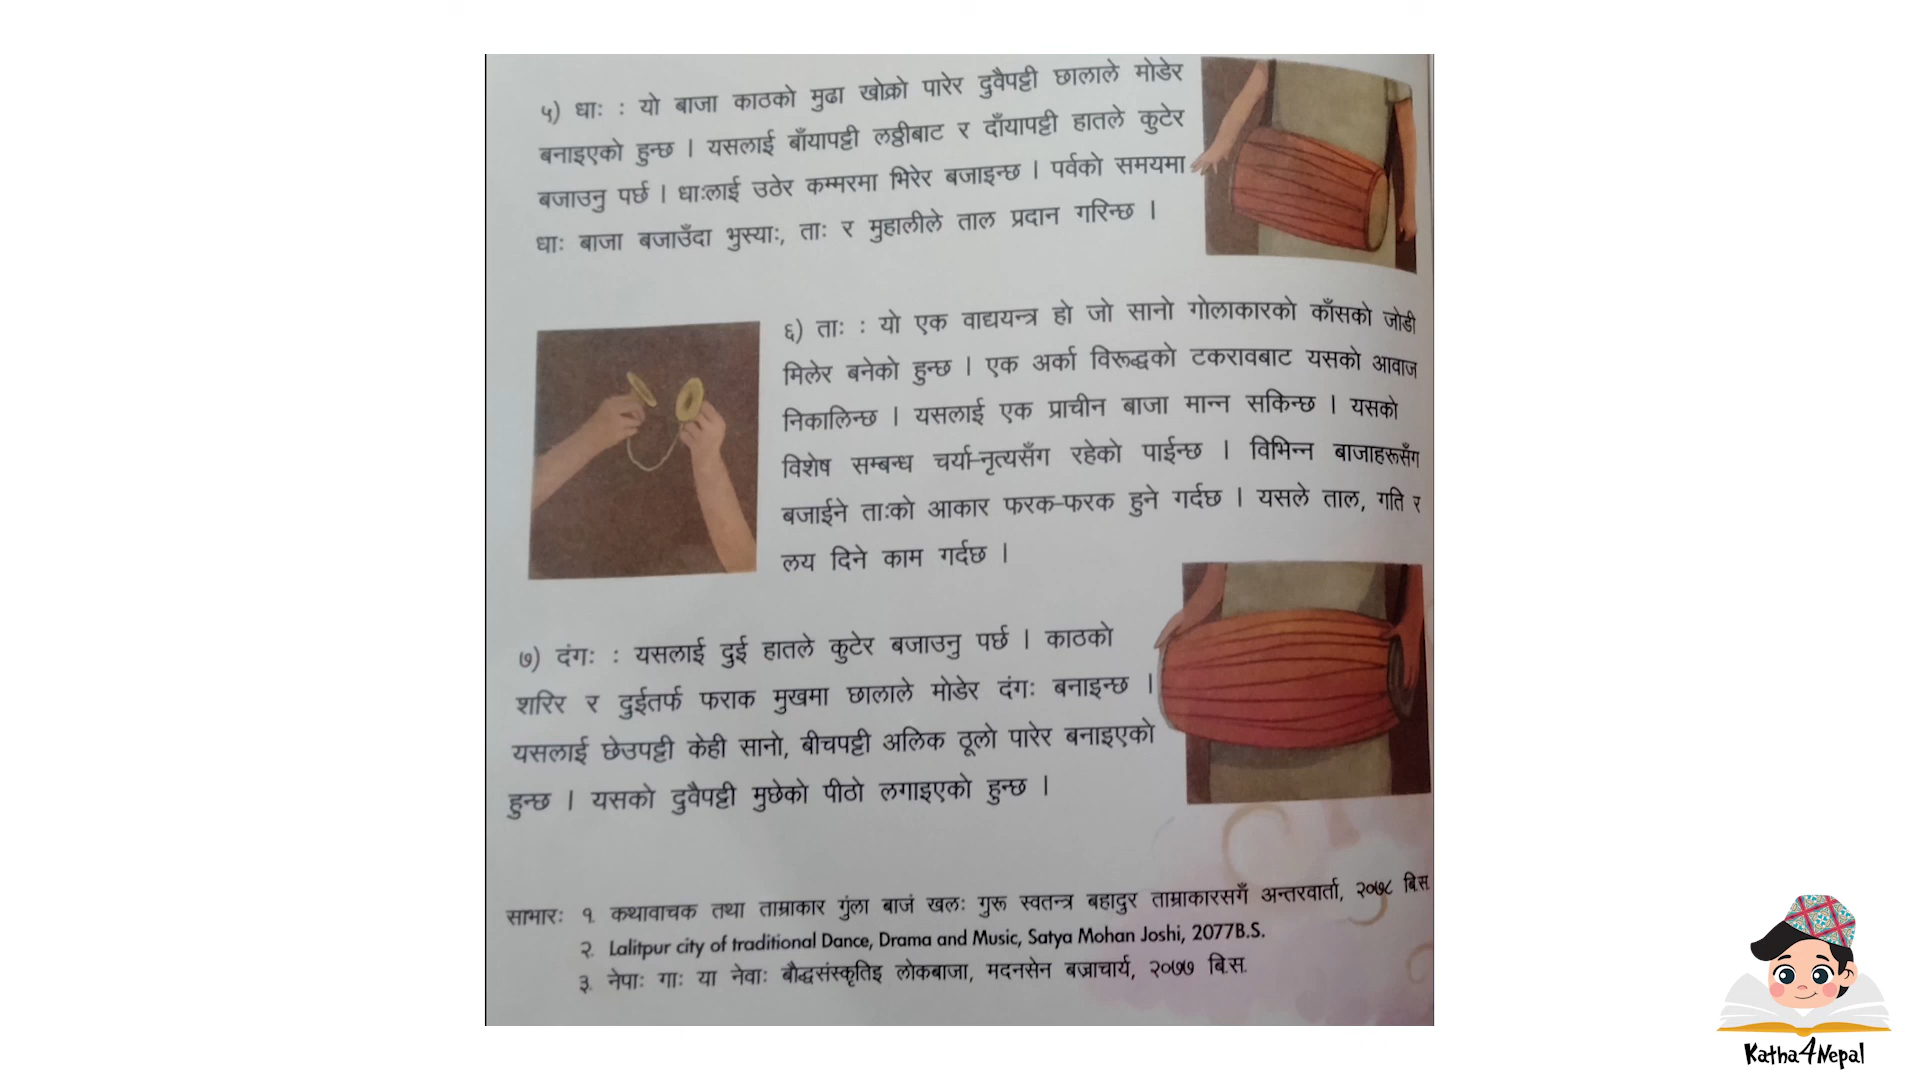 ५) धाः : यो बाजा काठको मुढा खोक्रो पारेर दुवैपट्टी छालाले मोडेर
बनाइएको हुन्छ । यसलाई बाँयापट्टी लठ्ठीबाट र दाँयापट्टी हातले कुटेर
बजाउनु पर्छ । धाःलाई उठेर कम्मरमा भिरेर बजाइन्छ । पर्वको समयमा
धाः बाजा बजाउँदा भुस्याः, ताः र मुहालीले ताल प्रदान गरिन्छ ।
६) ताः : यो एक वाद्ययन्त्र हो जो सानो गोलाकारको काँसको जोडी
मिलेर बनेको हुन्छ । एक अर्का विरूद्धको टकरावबाट यसको आवाज
निकालिन्छ । यसलाई एक प्राचीन बाजा मान्न सकिन्छ । यसको
विशेष सम्बन्ध चर्या-नृत्यसँग रहेको पाईन्छ । विभिन्न बाजाहरूसँग
बजाईने ताःको आकार फरक-फरक हुने गर्दछ । यसले ताल, गति र
लय दिने काम गर्दछ ।
७) दंगः : यसलाई दुई हातले कुटेर बजाउनु पर्छ । काठको
शरिर र दुईतर्फ फराक मुखमा छालाले मोडेर दंगः बनाइन्छ ।
यसलाई छेउपट्टी केही सानो, बीचपट्टी अलिक ठूलो पारेर बनाइएको
हुन्छ । यसको दुवैपट्टी मुछेको पीठो लगाइएको हुन्छ ।
साभारः १. कथावाचक तथा ताम्राकार गुंला बाजं खलः गुरू स्वतन्त्र बहादुर ताम्राकारसगँ अन्तरवार्ता, २०७८ बि.स.
२. Lalitpur city of traditional Dance, Drama and Music, Satya Mohan Joshi, 2077B.S.
३. नेपाः गाः या नेवाः बौद्धसंस्कृतिइ लोकबाजा, मदनसेन बज्राचार्य, २०७७ बि.स.
Katha4Nepal